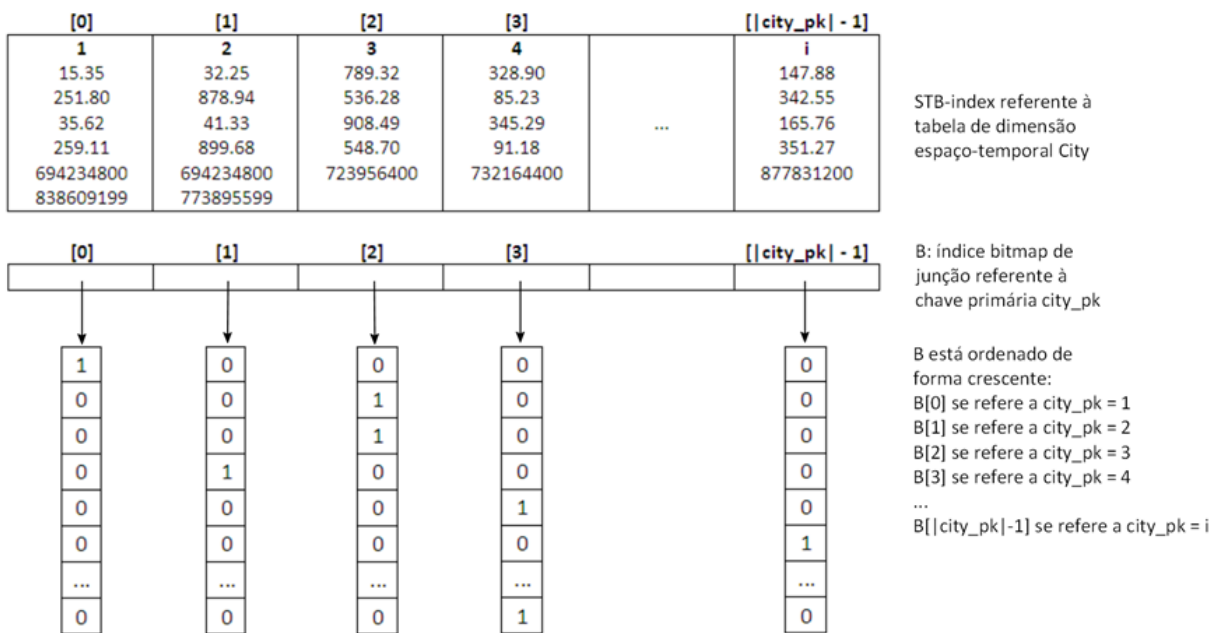 [0] [1] [2] [3] [|city_pk| - 1]
1 2 3 4 i
15.35 32.25 789.32 328.90 147.88
251.80 878.94 536.28 85.23 342.55
35.62 41.33 908.49 345.29 ... 165.76
259.11 899.68 548.70 91.18 351.27
694234800 694234800 723956400 732164400 877831200
838609199 773895599
STB-index referente à
tabela de dimensão
espaço-temporal City
[0] [1] [2] [3] [|city_pk| - 1]
B: índice bitmap de
junção referente à
chave primária city_pk
1 0 0 0 0
0 0 1 0 0
0 0 1 0 0
0 1 0 0 0
0 0 0 1 0
0 0 0 0 1
... ... ... ... ...
0 0 0 1 0
B está ordenado de
forma crescente:
B[0] se refere a city_pk = 1
B[1] se refere a city_pk = 2
B[2] se refere a city_pk = 3
B[3] se refere a city_pk = 4
...
B[|city_pk|-1] se refere a city_pk = i